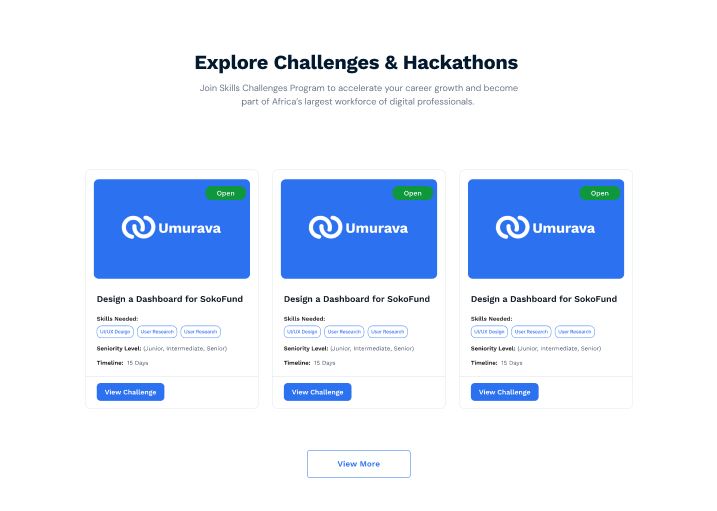 Explore Challenges & Hackathons
Join Skills Challenges Program to accelerate your career growth and become
part of Africa's largest workforce of digital professionals.
Open
Umurava
Design a Dashboard for SokoFund
Skills Needed:
UI/UX Design User Research User Research
Seniority Level: (Junior, Intermediate, Senior)
Timeline: 15 Days
View Challenge
Open
Umurava
Design a Dashboard for SokoFund
Skills Needed:
UI/UX Design User Research User Research
Seniority Level: (Junior, Intermediate, Senior)
Timeline: 15 Days
View Challenge
Open
Umurava
Design a Dashboard for SokoFund
Skills Needed:
UI/UX Design User Research User Research
Seniority Level: (Junior, Intermediate, Senior)
Timeline: 15 Days
View Challenge
View More